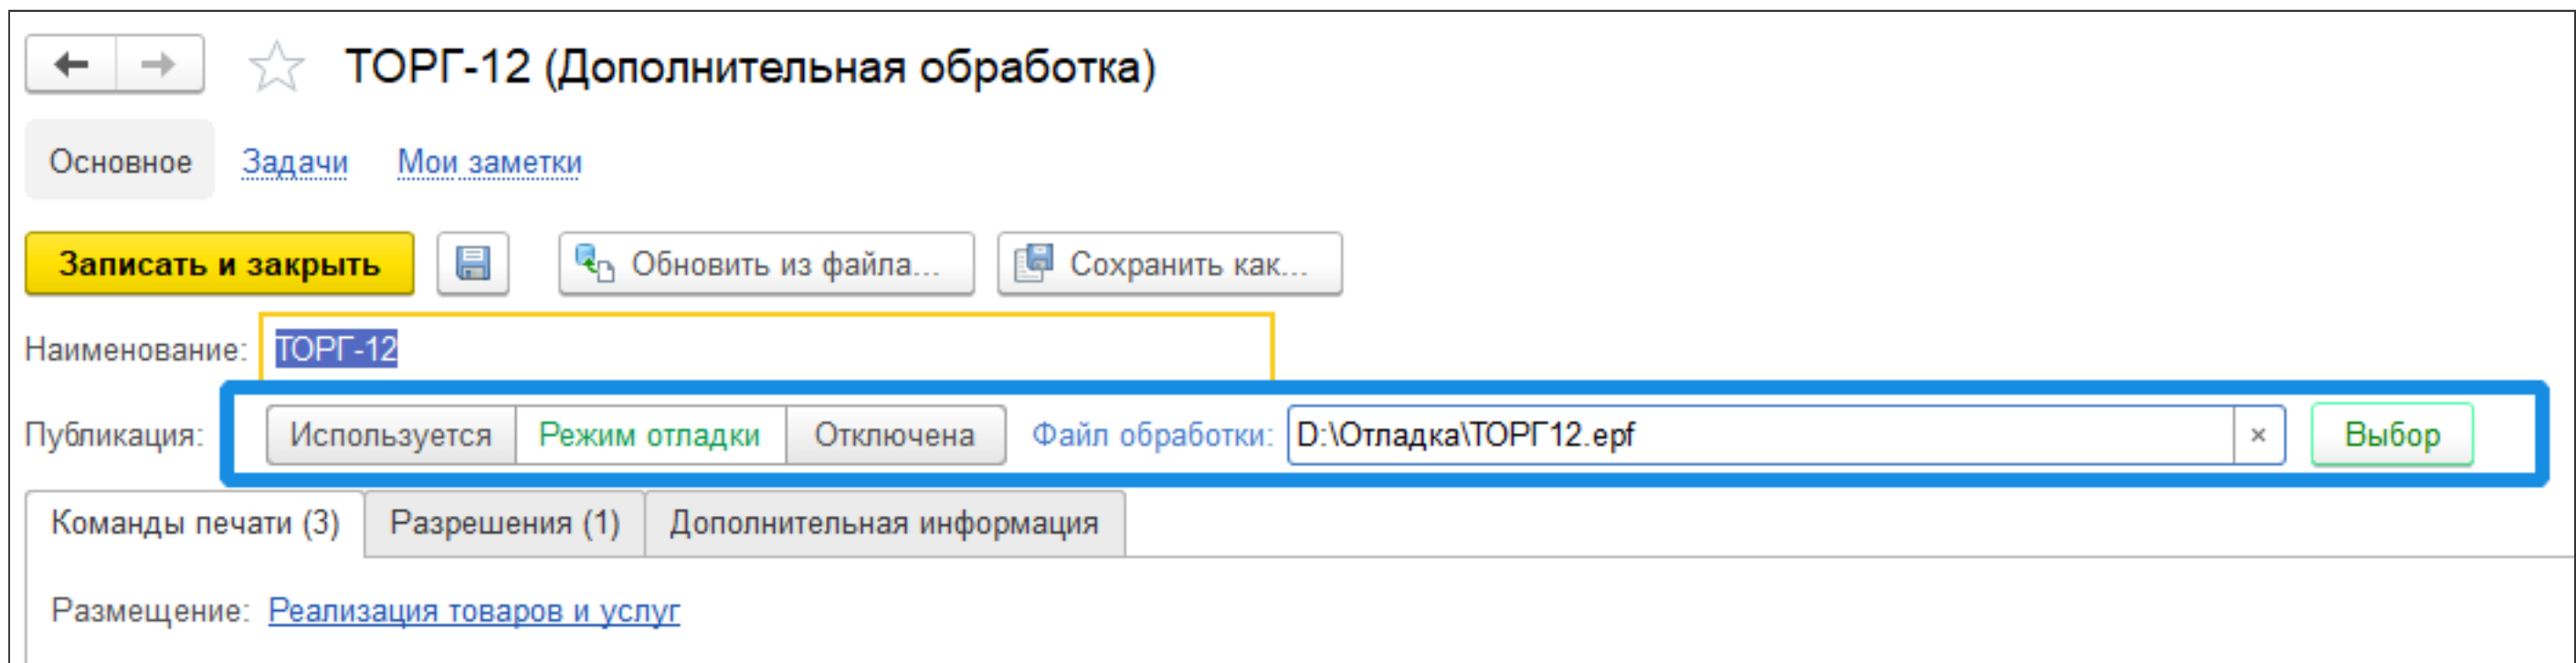 ТОРГ-12 (Дополнительная обработка)
Основное Задачи Мои заметки
Записать и закрыть Обновить из файла... Сохранить как...
Наименование: ТОРГ-12
Публикация: Используется Режим отладки Отключена Файл обработки: D:\Отладка\ТОРГ12.epf × Выбор
Команды печати (3) Разрешения (1) Дополнительная информация
Размещение: Реализация товаров и услуг